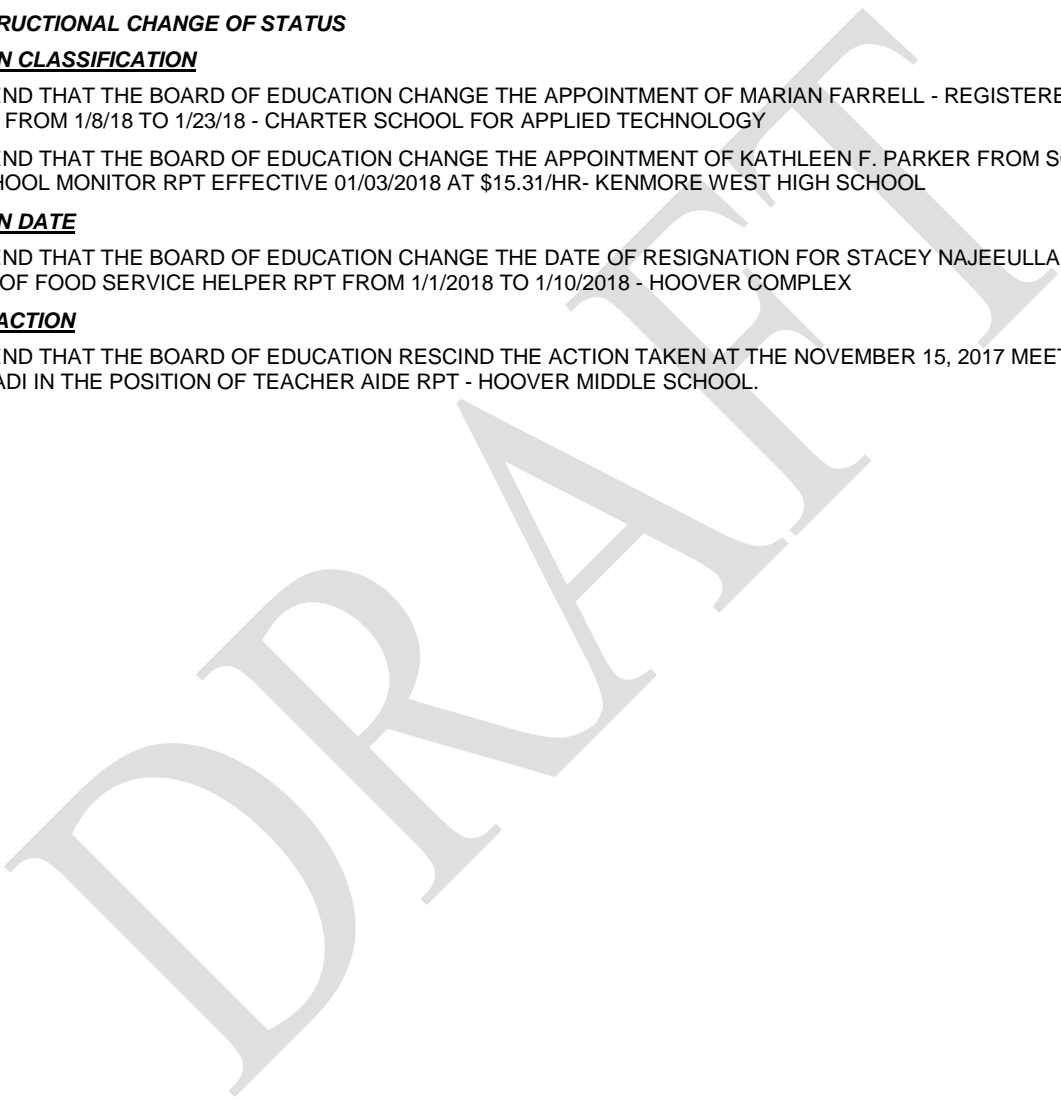 RUCTIONAL CHANGE OF STATUS
N CLASSIFICATION
END THAT THE BOARD OF EDUCATION CHANGE THE APPOINTMENT OF MARIAN FARRELL - REGISTERE
FROM 1/8/18 TO 1/23/18 - CHARTER SCHOOL FOR APPLIED TECHNOLOGY
END THAT THE BOARD OF EDUCATION CHANGE THE APPOINTMENT OF KATHLEEN F. PARKER FROM S
HOOL MONITOR RPT EFFECTIVE 01/03/2018 AT $15.31/HR- KENMORE WEST HIGH SCHOOL
N DATE
END THAT THE BOARD OF EDUCATION CHANGE THE DATE OF RESIGNATION FOR STACEY NAJEEULLA
OF FOOD SERVICE HELPER RPT FROM 1/1/2018 TO 1/10/2018 - HOOVER COMPLEX
ACTION
END THAT THE BOARD OF EDUCATION RESCIND THE ACTION TAKEN AT THE NOVEMBER 15, 2017 MEET
ADI IN THE POSITION OF TEACHER AIDE RPT - HOOVER MIDDLE SCHOOL.
DRAFT